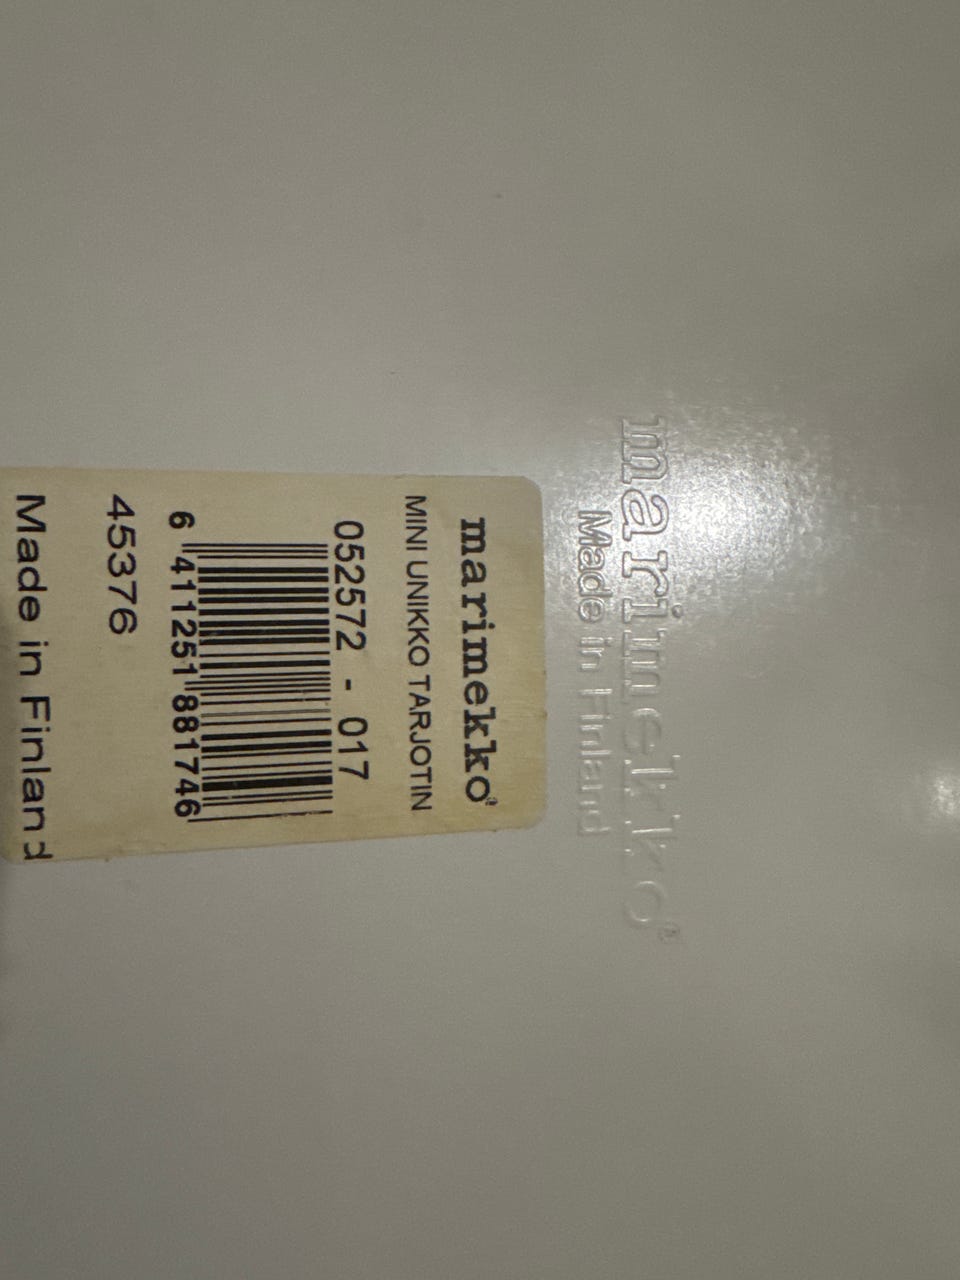 marimekko®
Made in Finland
marimekko®
MINI UNIKKO TARJOTIN
052572 - 017
6 411251 881746
45376
Made in Finland